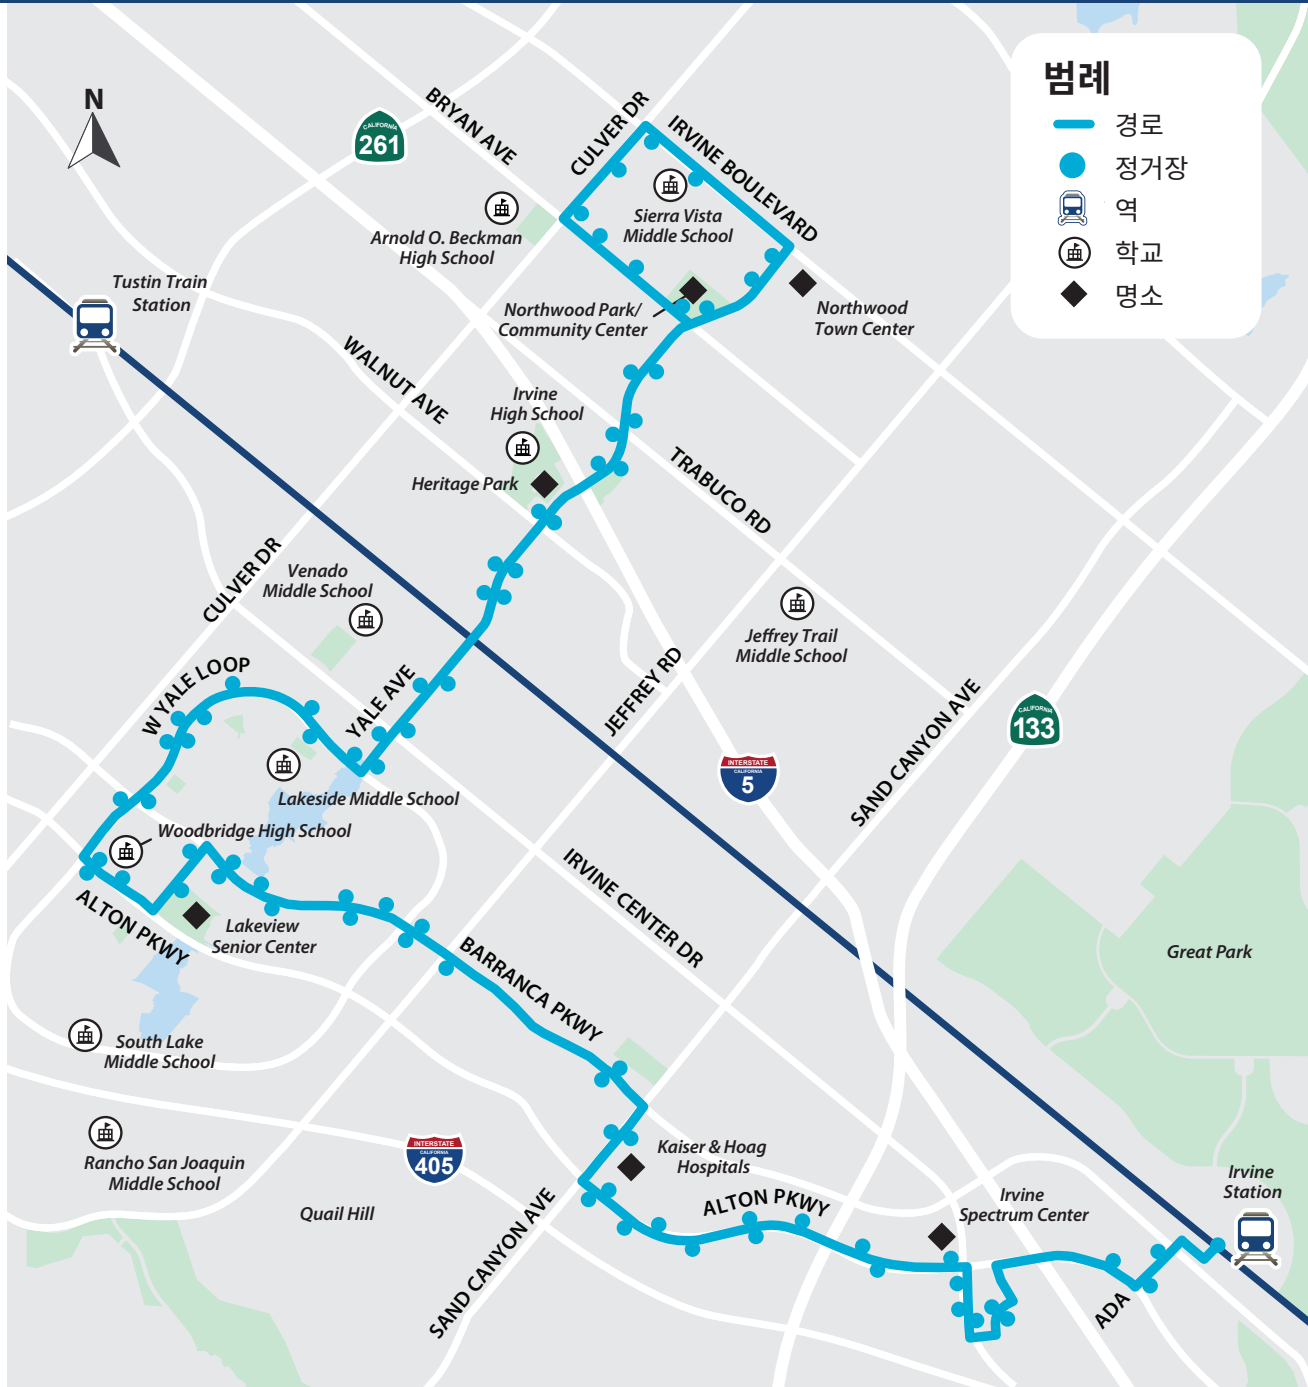 N
BRYAN AVE
CALIFORNIA
261
CULVER DR
IRVINE BOULEVARD
범례
경로
정거장
역
학교
명소
Sierra Vista
Middle School
Arnold O. Beckman
High School
Tustin Train
Station
Northwood Park/
Community Center
Northwood
Town Center
WALNUT AVE
Irvine
High School
Heritage Park
TRABUCO RD
CULVER DR
Venado
Middle School
Jeffrey Trail
Middle School
W YALE LOOP
YALE AVE
JEFFREY RD
SAND CANYON AVE
CALIFORNIA
133
INTERSTATE
CALIFORNIA
5
Lakeside Middle School
Woodbridge High School
IRVINE CENTER DR
ALTON PKWY
Lakeview
Senior Center
BARRANCA PKWY
Great Park
South Lake
Middle School
Rancho San Joaquin
Middle School
INTERSTATE
CALIFORNIA
405
Quail Hill
Kaiser & Hoag
Hospitals
SAND CANYON AVE
ALTON PKWY
Irvine
Spectrum Center
Irvine
Station
ADA